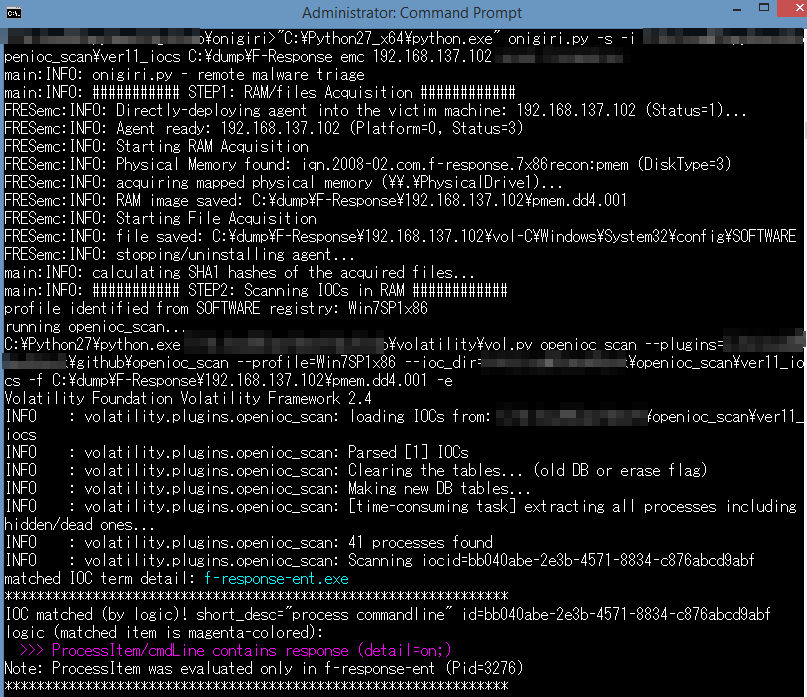 Administrator: Command Prompt
o¥onigiri>"C:¥Python27_x64¥python.exe" onigiri.py -s -i
penioc_scan¥ver11_iocs C:¥dump¥F-Response emc 192.168.137.102
main:INFO: onigiri.py - remote malware triage
main:INFO: ########### STEP1: RAM/files Acquisition ############
FRESemc:INFO: Directly-deploying agent into the victim machine: 192.168.137.102 (Status=1)...
FRESemc:INFO: Agent ready: 192.168.137.102 (Platform=0, Status=3)
FRESemc:INFO: Starting RAM Acquisition
FRESemc:INFO: Physical Memory found: iqn.2008-02.com.f-response.7x86recon:pmem (DiskType=3)
FRESemc:INFO: acquiring mapped physical memory (¥¥.¥PhysicalDrive1)...
FRESemc:INFO: RAM image saved: C:¥dump¥F-Response¥192.168.137.102¥pmem.dd4.001
FRESemc:INFO: Starting File Acquisition
FRESemc:INFO: file saved: C:¥dump¥F-Response¥192.168.137.102¥vol-C¥Windows¥System32¥config¥SOFTWARE
FRESemc:INFO: stopping/uninstalling agent...
main:INFO: calculating SHA1 hashes of the acquired files...
main:INFO: ########### STEP2: Scanning IOCs in RAM ############
profile identified from SOFTWARE registry: Win7SP1x86
running openioc_scan...
C:¥Python27¥python.exe o¥volatility¥vol.py openioc_scan --plugins=
¥github¥openioc_scan --profile=Win7SP1x86 --ioc_dir= ¥openioc_scan¥ver11_io
cs -f C:¥dump¥F-Response¥192.168.137.102¥pmem.dd4.001 -e
Volatility Foundation Volatility Framework 2.4
INFO    : volatility.plugins.openioc_scan: loading IOCs from: ¥openioc_scan¥ver11_
iocs
INFO    : volatility.plugins.openioc_scan: Parsed [1] IOCs
INFO    : volatility.plugins.openioc_scan: Clearing the tables... (old DB or erase flag)
INFO    : volatility.plugins.openioc_scan: Making new DB tables...
INFO    : volatility.plugins.openioc_scan: [time-consuming task] extracting all processes including
hidden/dead ones...
INFO    : volatility.plugins.openioc_scan: 41 processes found
INFO    : volatility.plugins.openioc_scan: Scanning iocid=bb040abe-2e3b-4571-8834-c876abcd9abf
matched IOC term detail: f-response-ent.exe
***************************************************************
IOC matched (by logic)! short_desc="process commandline" id=bb040abe-2e3b-4571-8834-c876abcd9abf
logic (matched item is magenta-colored):
  >>> ProcessItem/cmdLine contains response (detail=on;)
Note: ProcessItem was evaluated only in f-response-ent (Pid=3276)
***************************************************************